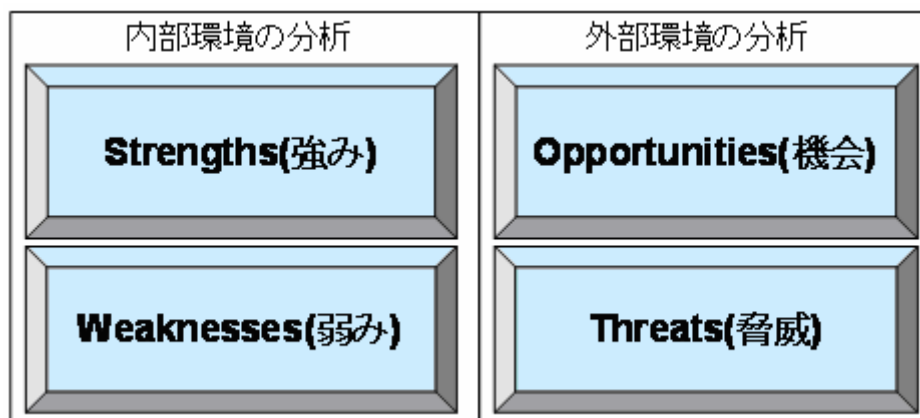 内部環境の分析
外部環境の分析
Strengths(強み)
Opportunities(機会)
Weaknesses(弱み)
Threats(脅威)